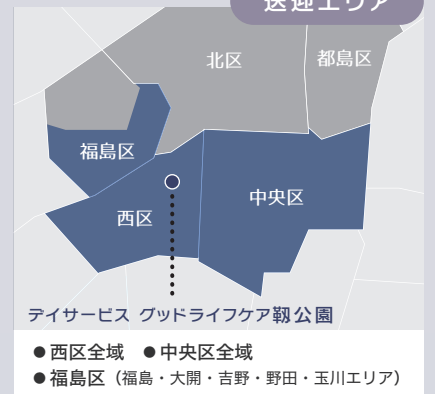 送迎エリア
北区
都島区
福島区
中央区
西区
デイサービス グッドライフケア靱公園
●西区全域 ●中央区全域
●福島区（福島・大開・吉野・野田・玉川エリア）